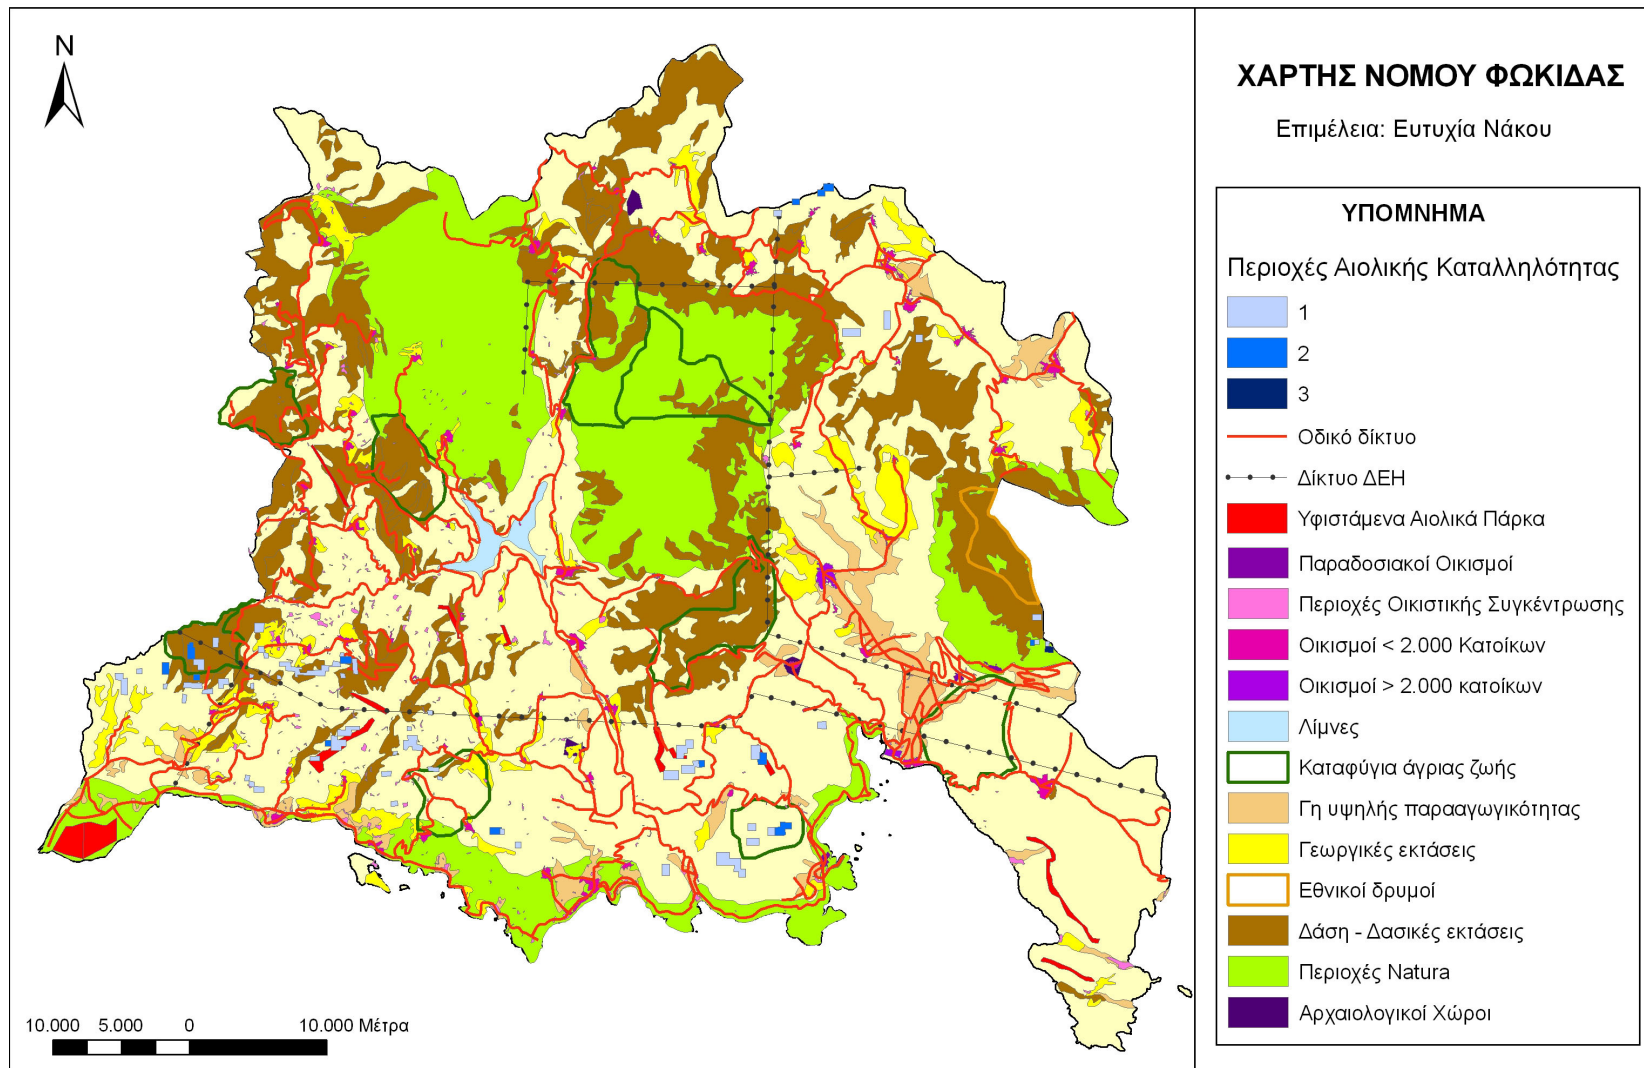 N
ΧΑΡΤΗΣ ΝΟΜΟΥ ΦΩΚΙΔΑΣ
Επιμέλεια: Ευτυχία Νάκου
ΥΠΟΜΝΗΜΑ
Περιοχές Αιολικής Καταλληλότητας
1
2
3
Οδικό δίκτυο
Δίκτυο ΔΕΗ
Υφιστάμενα Αιολικά Πάρκα
Παραδοσιακοί Οικισμοί
Περιοχές Οικιστικής Συγκέντρωσης
Οικισμοί < 2.000 Κατοίκων
Οικισμοί > 2.000 κατοίκων
Λίμνες
Καταφύγια άγριας ζωής
Γη υψηλής παρααγωγικότητας
Γεωργικές εκτάσεις
Εθνικοί δρυμοί
Δάση - Δασικές εκτάσεις
Περιοχές Natura
Αρχαιολογικοί Χώροι
10.000 5.000 0 10.000 Μέτρα